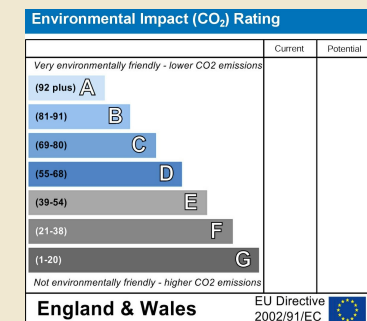 Environmental Impact (CO₂) Rating
Current Potential
Very environmentally friendly - lower CO2 emissions
(92 plus) A
(81-91) B
(69-80) C
(55-68) D
(39-54) E
(21-38) F
(1-20) G
Not environmentally friendly - higher CO2 emissions
England & Wales
EU Directive
2002/91/EC